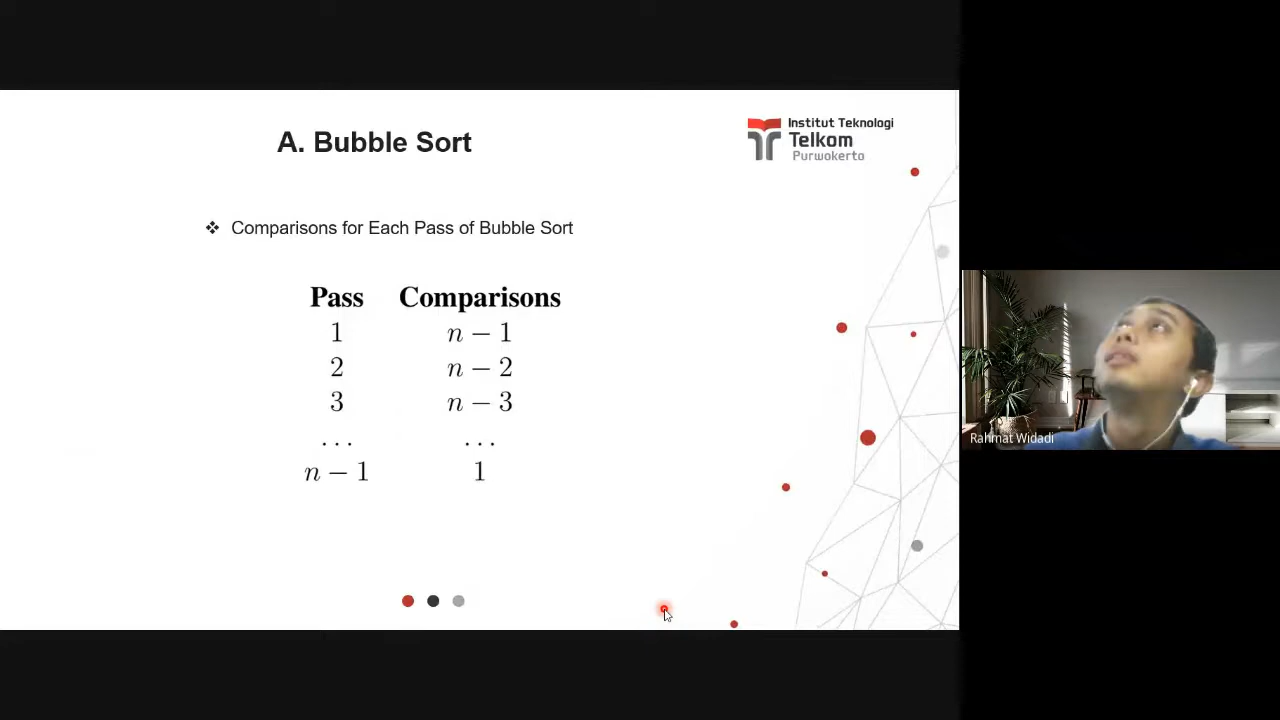 A. Bubble Sort
Institut Teknologi
Telkom
Purwokerto
❖ Comparisons for Each Pass of Bubble Sort
Pass Comparisons
1 n − 1
2 n − 2
3 n − 3
... ...
n − 1 1
Rahmat Widadi